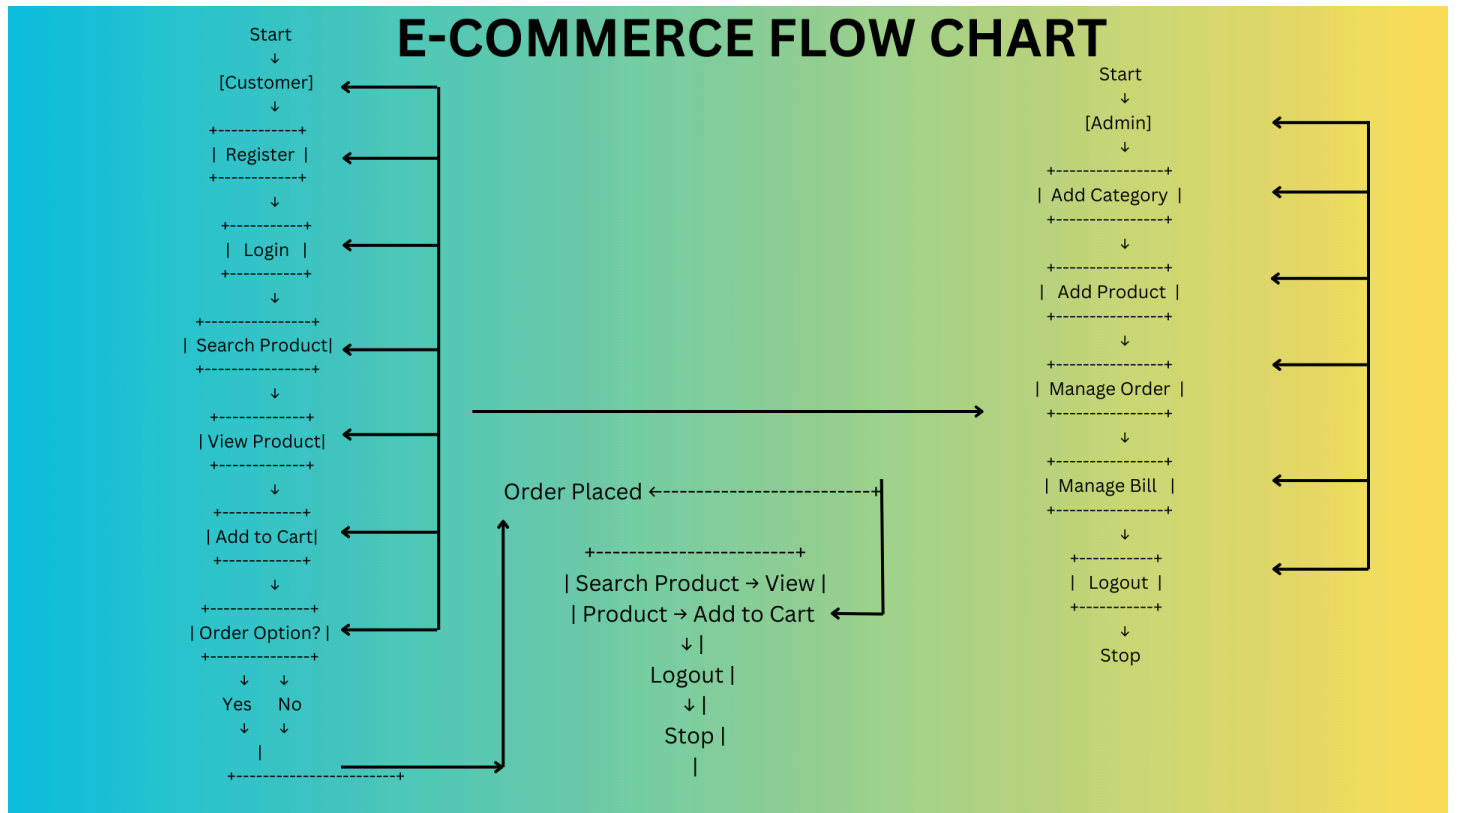 E-COMMERCE FLOW CHART
Start
↓
[Customer]
↓
+------------+
| Register |
+------------+
↓
+-----------+
| Login |
+-----------+
↓
+----------------+
| Search Product|
+----------------+
↓
+-------------+
| View Product|
+-------------+
↓
+------------+
| Add to Cart|
+------------+
↓
+---------------+
| Order Option? |
+---------------+
↓ ↓
Yes No
↓ ↓
|
+------------------------+
Order Placed ←--------------------------+
+------------------------+
| Search Product → View |
| Product → Add to Cart
↓ |
Logout |
↓ |
Stop |
|
Start
↓
[Admin]
↓
+----------------+
| Add Category |
+----------------+
↓
+----------------+
| Add Product |
+----------------+
↓
+----------------+
| Manage Order |
+----------------+
↓
+----------------+
| Manage Bill |
+----------------+
↓
+-----------+
| Logout |
+-----------+
↓
Stop